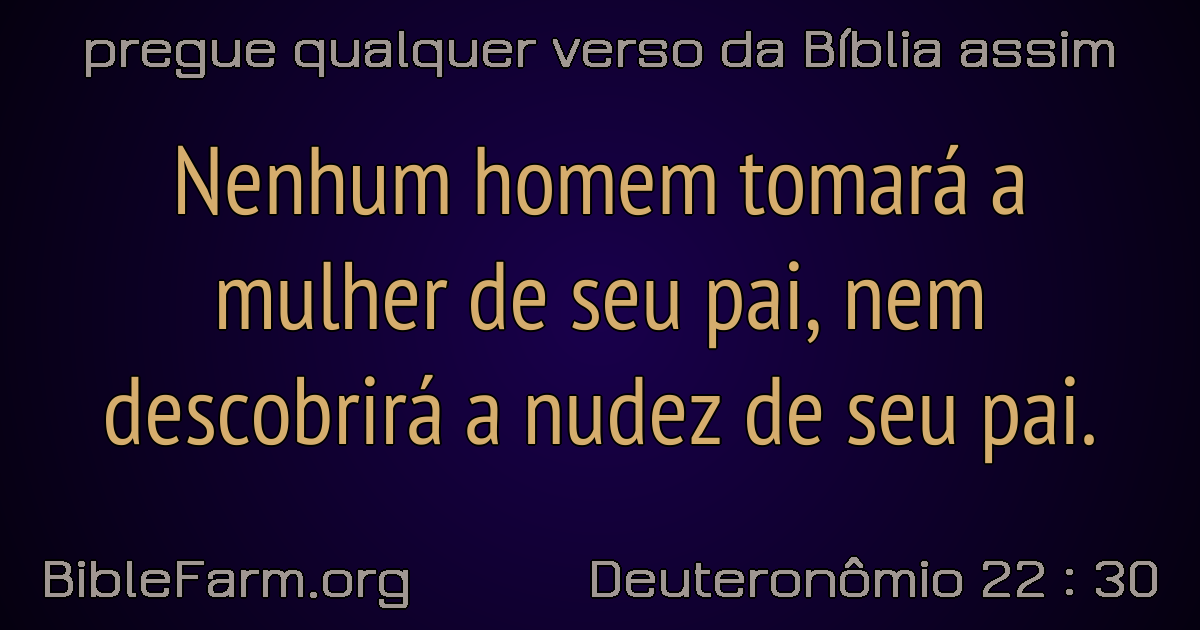 pregue qualquer verso da Bíblia assim
Nenhum homem tomará a
mulher de seu pai, nem
descobrirá a nudez de seu pai.
BibleFarm.org
Deuteronômio 22 : 30